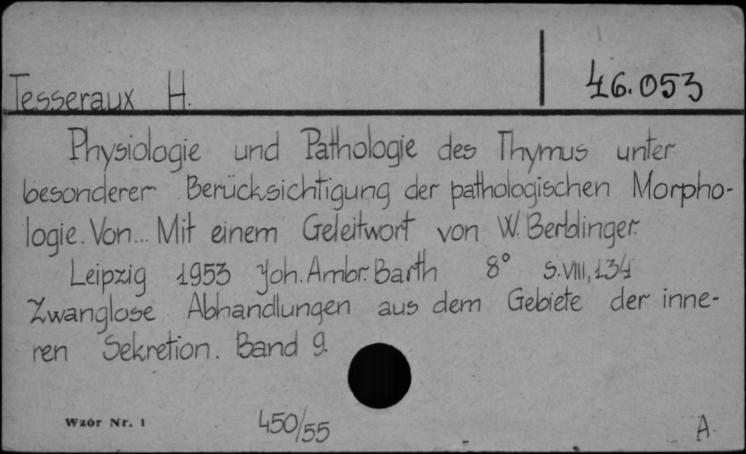 Tesseraux H. 46.053
Physiologie und Pathologie des Thymus unter
besonderer Berücksichtigung der pathologischen Morpho-
logie. Von... Mit einem Geleitwort von W. Berblinger.
Leipzig 1953 Joh. Ambr. Barth 8° S. VIII, 134
Zwanglose Abhandlungen aus dem Gebiete der inne-
ren Sekretion. Band 9.
Wzór Nr. 1 450/55 A.